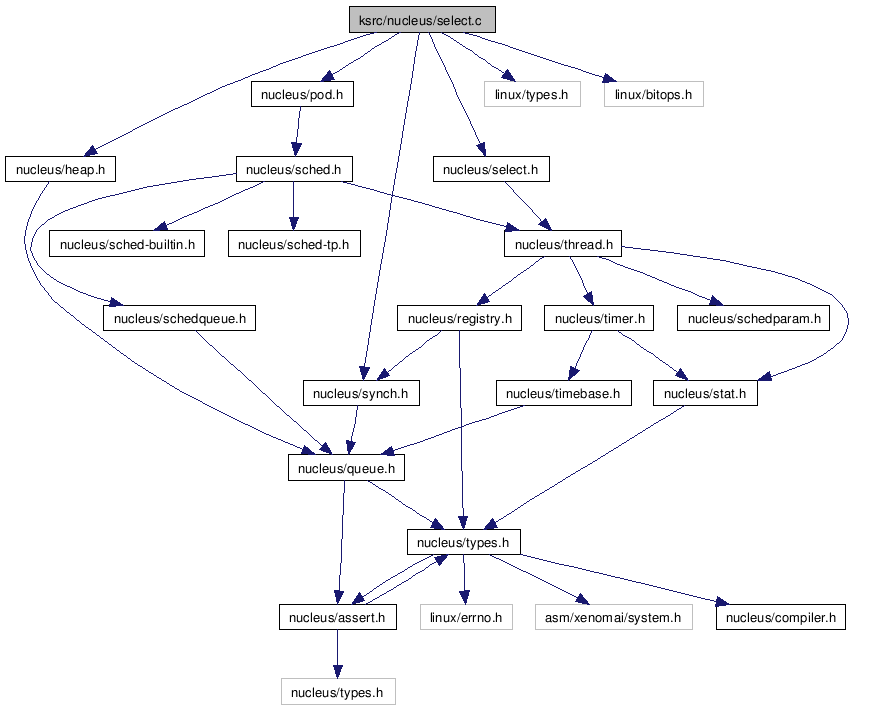 ksrc/nucleus/select.c
nucleus/pod.h
linux/types.h
linux/bitops.h
nucleus/heap.h
nucleus/sched.h
nucleus/select.h
nucleus/sched-builtin.h
nucleus/sched-tp.h
nucleus/thread.h
nucleus/schedqueue.h
nucleus/registry.h
nucleus/timer.h
nucleus/schedparam.h
nucleus/synch.h
nucleus/timebase.h
nucleus/stat.h
nucleus/queue.h
nucleus/types.h
nucleus/assert.h
linux/errno.h
asm/xenomai/system.h
nucleus/compiler.h
nucleus/types.h